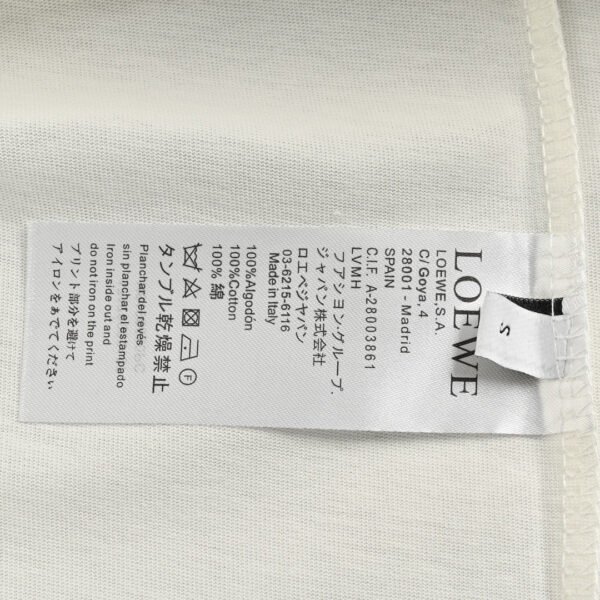 LOEWE
LOEWE,S.A.
C/ Goya, 4
28001 - Madrid
SPAIN
C.I.F. A-28003861
LVMH
フアション・グループ.
ジャパン株式会社
ロエベジャパン
03-6215-6116
Made in Italy
100%Algodón
100%Cotton
100% 綿
タンブル乾燥禁止
Planchar del revés
sin planchar el estampado
Iron inside out and
do not iron on the print
プリント部分を避けて
アイロンをあでてください
S